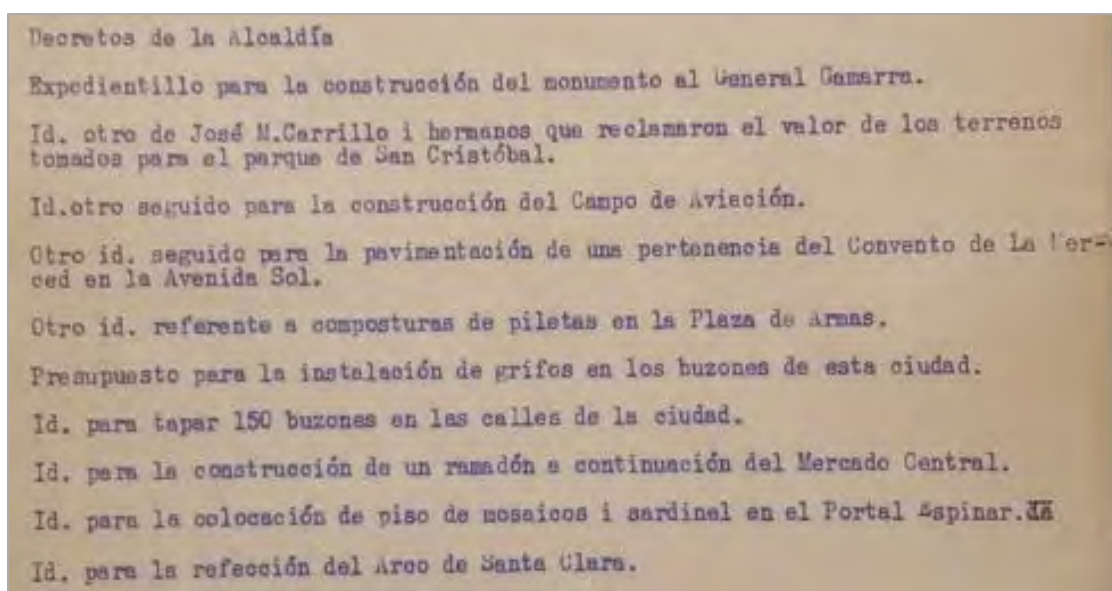 Decretos de la Alcaldía
Expedientillo para la construcción del monumento al General Gamarra.
Id. otro de José M.Carrillo i hermanos que reclamaron el valor de los terrenos
tomados para el parque de San Cristóbal.
Id.otro seguido para la construcción del Campo de Aviación.
Otro id. seguido para la pavimentación de una pertenencia del Convento de La Mer=
ced en la Avenida Sol.
Otro id. referente a composturas de piletas en la Plaza de Armas.
Presupuesto para la instalación de grifos en los buzones de esta ciudad.
Id. para tapar 150 buzones en las calles de la ciudad.
Id. para la construcción de un ramadón a continuación del Mercado Central.
Id. para la colocación de piso de mosaicos i sardinel en el Portal Espinar.
Id. para la refección del Arco de Santa Clara.